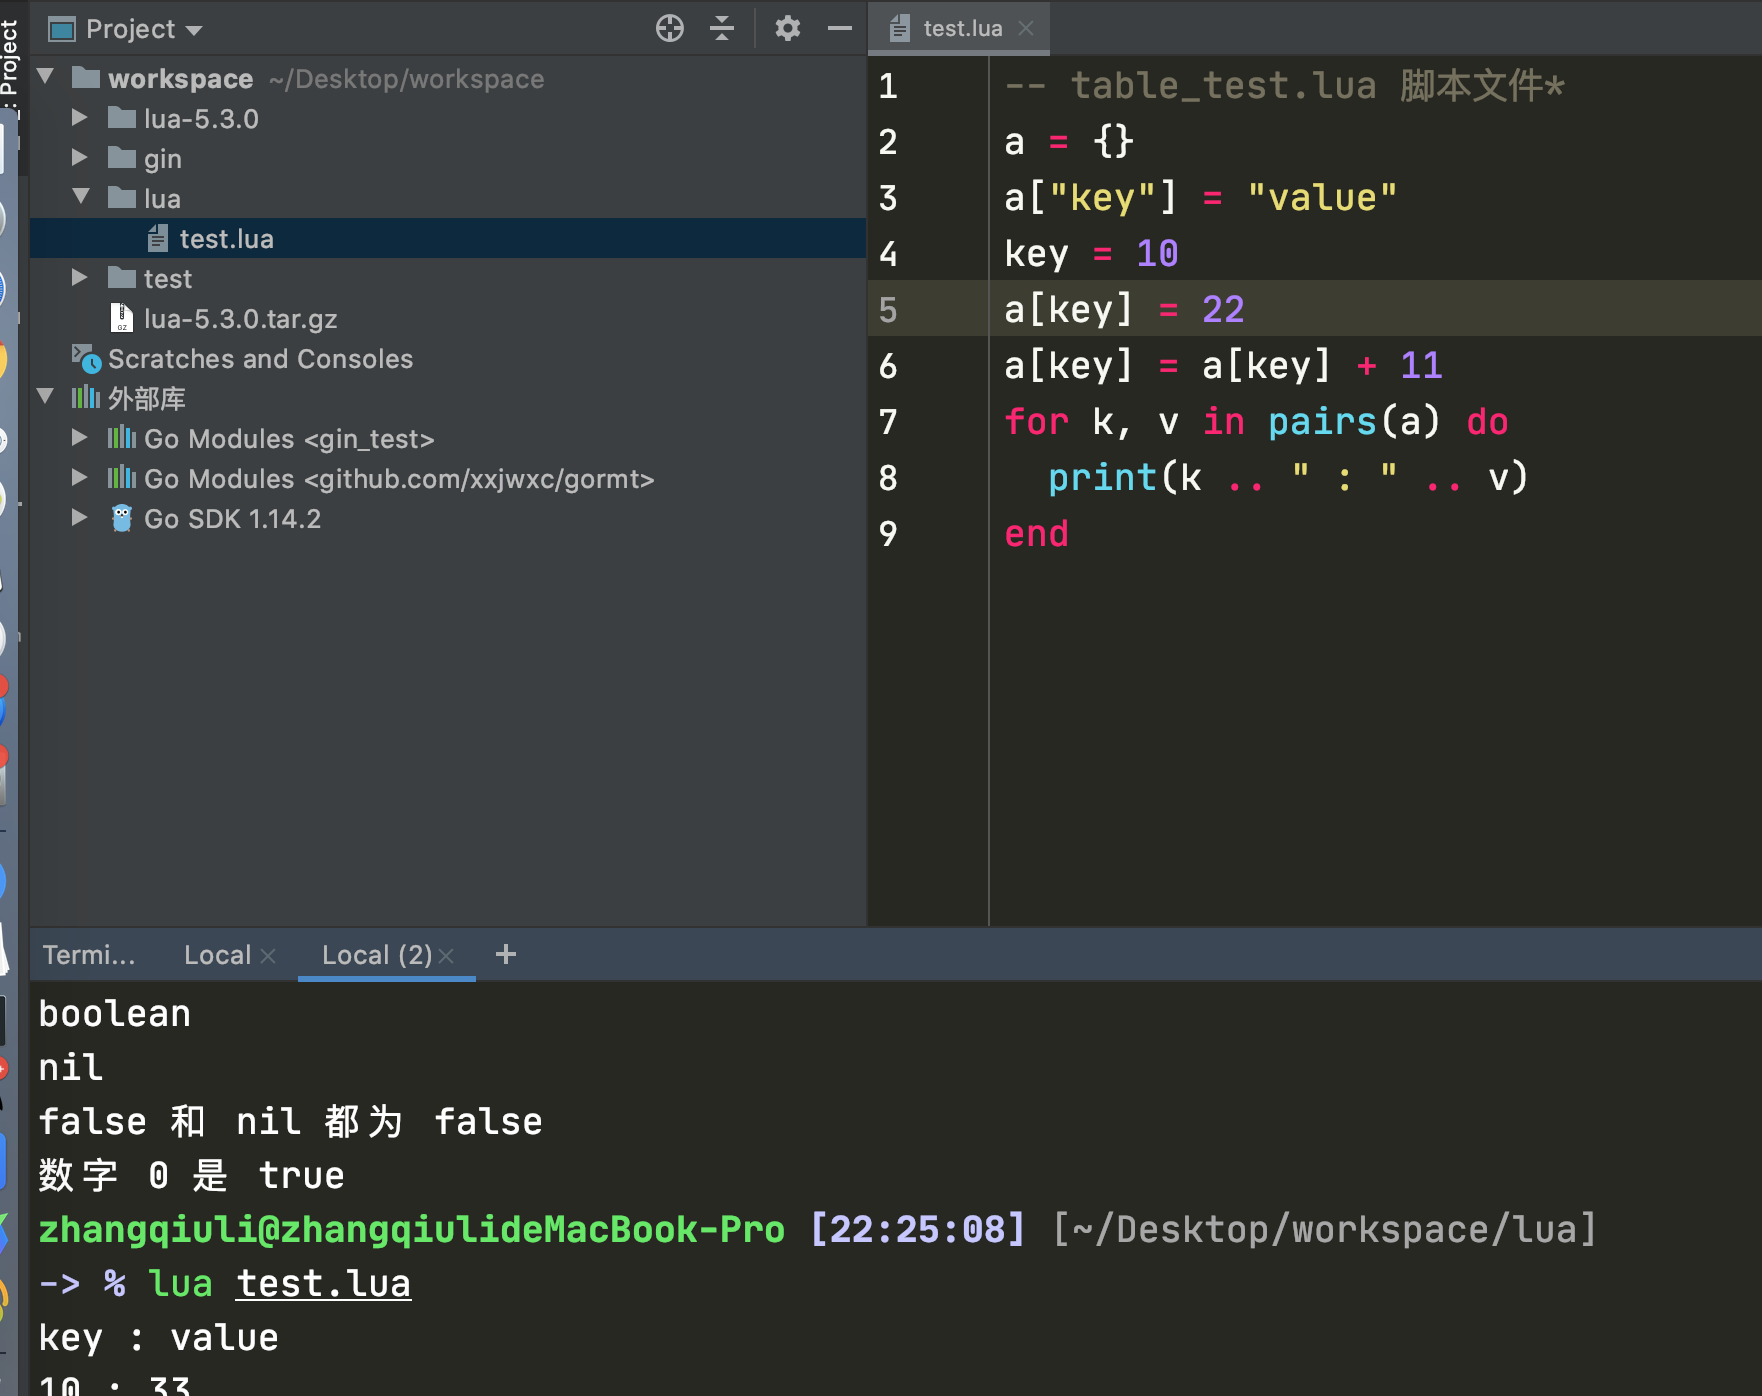 Project
Project
workspace ~/Desktop/workspace
lua-5.3.0
gin
lua
test.lua
test
lua-5.3.0.tar.gz
Scratches and Consoles
外部库
Go Modules <gin_test>
Go Modules <github.com/xxjwxc/gormt>
Go SDK 1.14.2
test.lua
1 -- table_test.lua 脚本文件*
2 a = {}
3 a["key"] = "value"
4 key = 10
5 a[key] = 22
6 a[key] = a[key] + 11
7 for k, v in pairs(a) do
8 print(k .. " : " .. v)
9 end
Termi... Local Local (2)
boolean
nil
false 和 nil 都为 false
数字 0 是 true
zhangqiuli@zhangqiulideMacBook-Pro [22:25:08] [~/Desktop/workspace/lua]
-> % lua test.lua
key : value
10 : 33